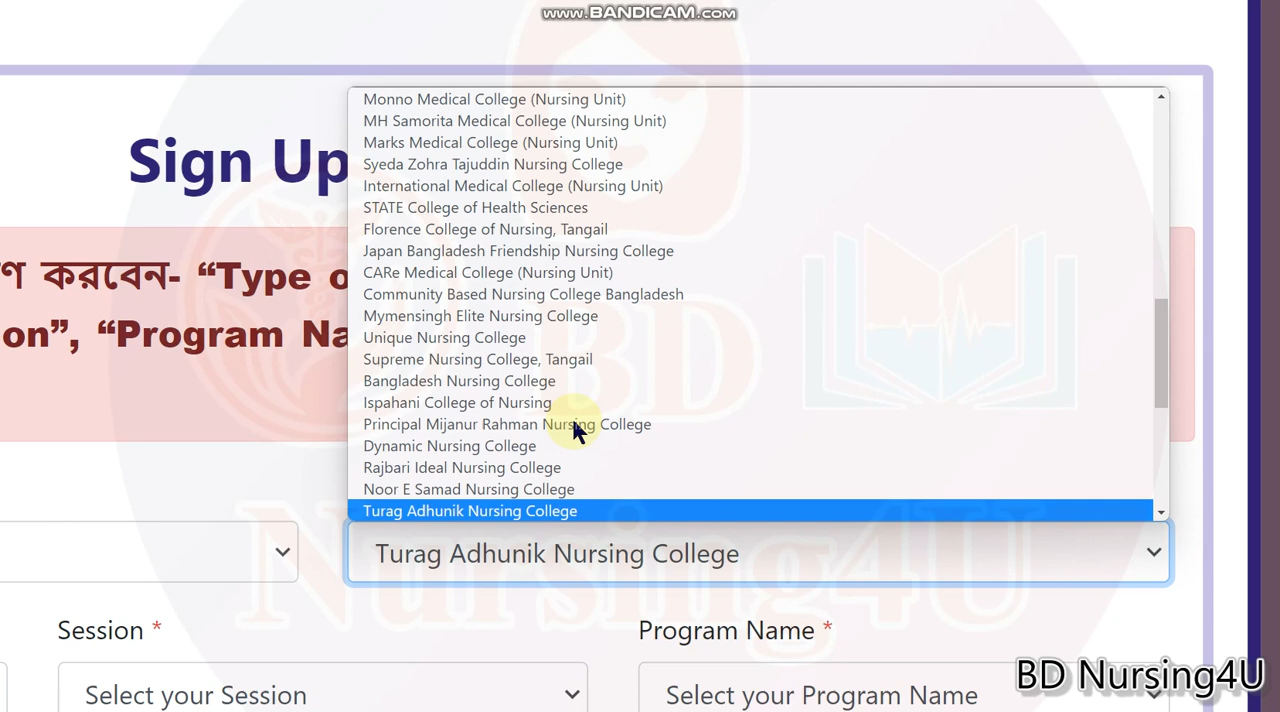 www.BANDICAM.com
Sign Up
ণ করবেন- “Type o
on”, “Program Na
Monno Medical College (Nursing Unit)
MH Samorita Medical College (Nursing Unit)
Marks Medical College (Nursing Unit)
Syeda Zohra Tajuddin Nursing College
International Medical College (Nursing Unit)
STATE College of Health Sciences
Florence College of Nursing, Tangail
Japan Bangladesh Friendship Nursing College
CARe Medical College (Nursing Unit)
Community Based Nursing College Bangladesh
Mymensingh Elite Nursing College
Unique Nursing College
Supreme Nursing College, Tangail
Bangladesh Nursing College
Ispahani College of Nursing
Principal Mijanur Rahman Nursing College
Dynamic Nursing College
Rajbari Ideal Nursing College
Noor E Samad Nursing College
Turag Adhunik Nursing College
Turag Adhunik Nursing College
BD
Nursing4U
Session *
Program Name *
Select your Session
Select your Program Name
BD Nursing4U